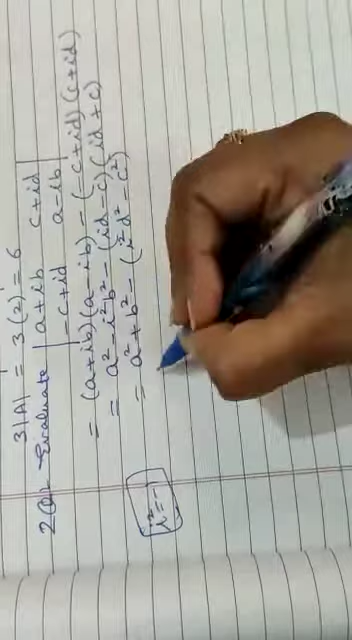 3|A| = 3(2) = 6
2(Q)- Evaluate | a+ib c+id |
| -c+id a-ib |
= (a+ib)(a-ib) - (-c+id)(c+id)
= a² - i²b² - (id-c)(id+c)
= a² + b² - (i²d² - c²)
i² = -1